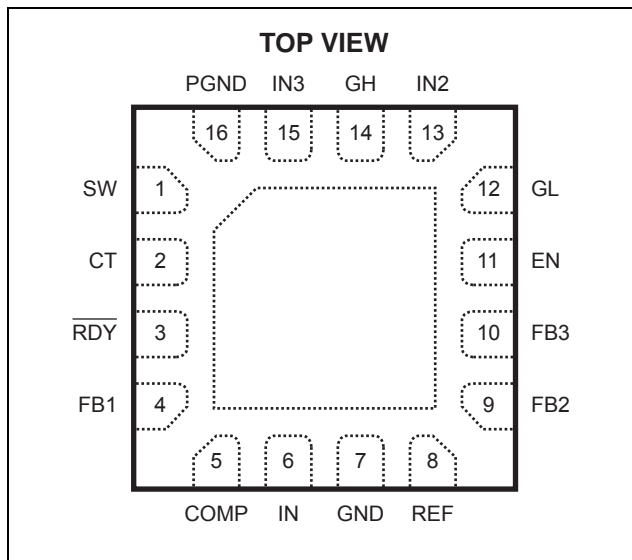 TOP VIEW
PGND IN3 GH IN2
16 15 14 13
SW 1 12 GL
CT 2 11 EN
RDY 3 10 FB3
FB1 4 9 FB2
5 6 7 8
COMP IN GND REF